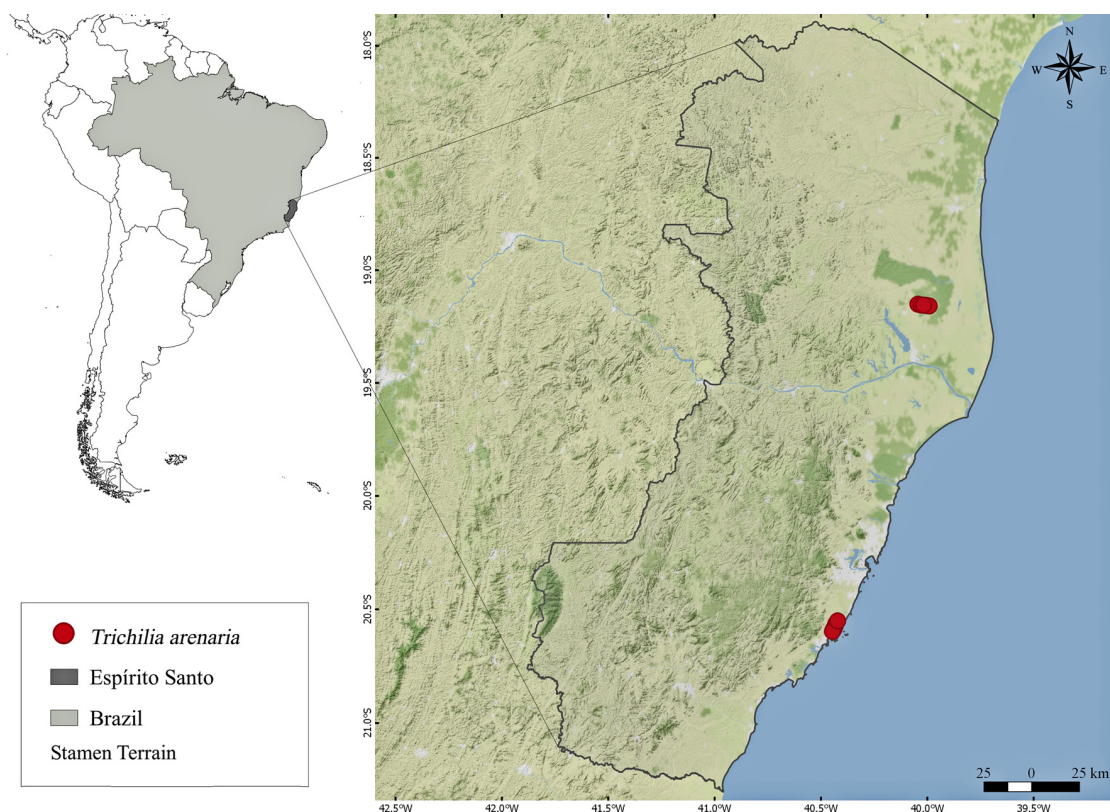 N
W E
S
18.0°S
18.5°S
19.0°S
19.5°S
20.0°S
20.5°S
21.0°S
Trichilia arenaria
Espírito Santo
Brazil
Stamen Terrain
25 0 25 km
42.5°W 42.0°W 41.5°W 41.0°W 40.5°W 40.0°W 39.5°W